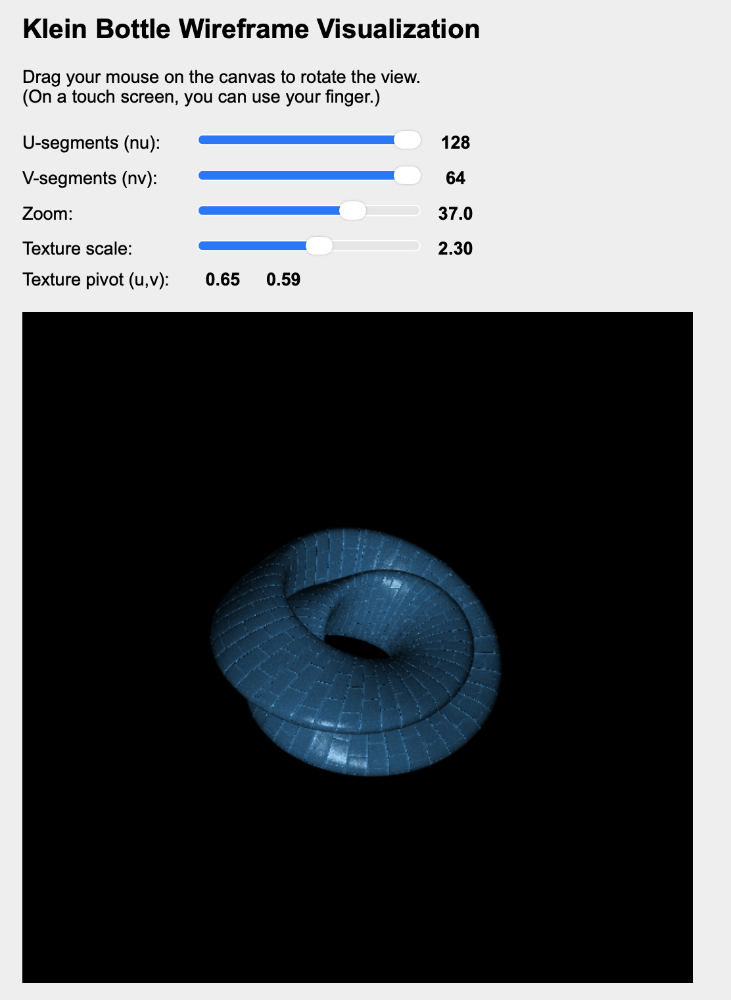 Klein Bottle Wireframe Visualization
Drag your mouse on the canvas to rotate the view.
(On a touch screen, you can use your finger.)
U-segments (nu): 128
V-segments (nv): 64
Zoom: 37.0
Texture scale: 2.30
Texture pivot (u,v): 0.65 0.59